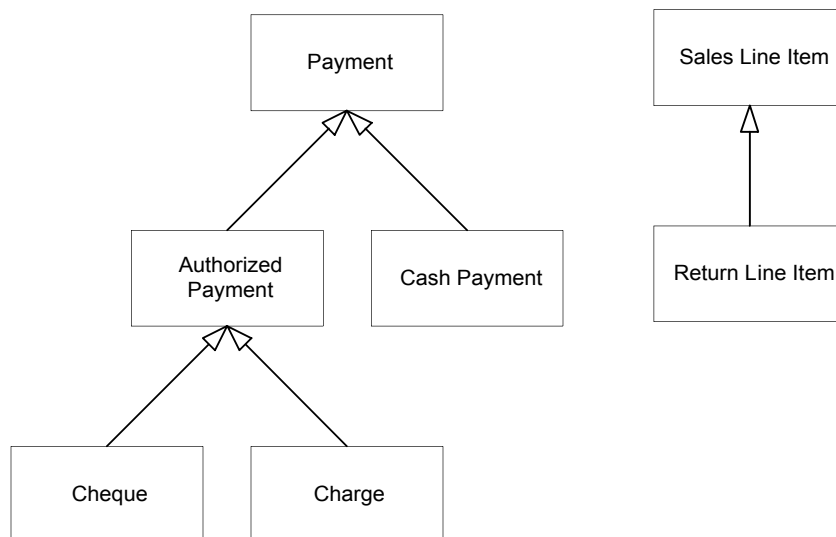 Payment
Sales Line Item
Authorized
Payment
Cash Payment
Return Line Item
Cheque
Charge